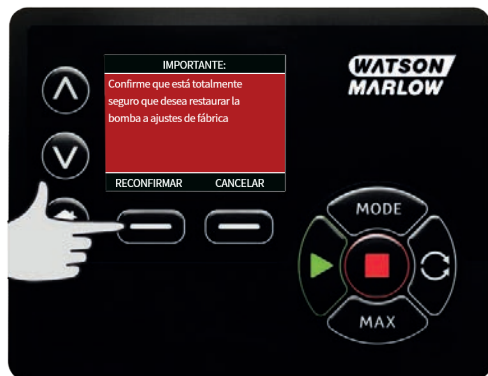 IMPORTANTE:
Confirme que está totalmente
seguro que desea restaurar la
bomba a ajustes de fábrica
RECONFIRMAR CANCELAR
WATSON
MARLOW
MODE
MAX